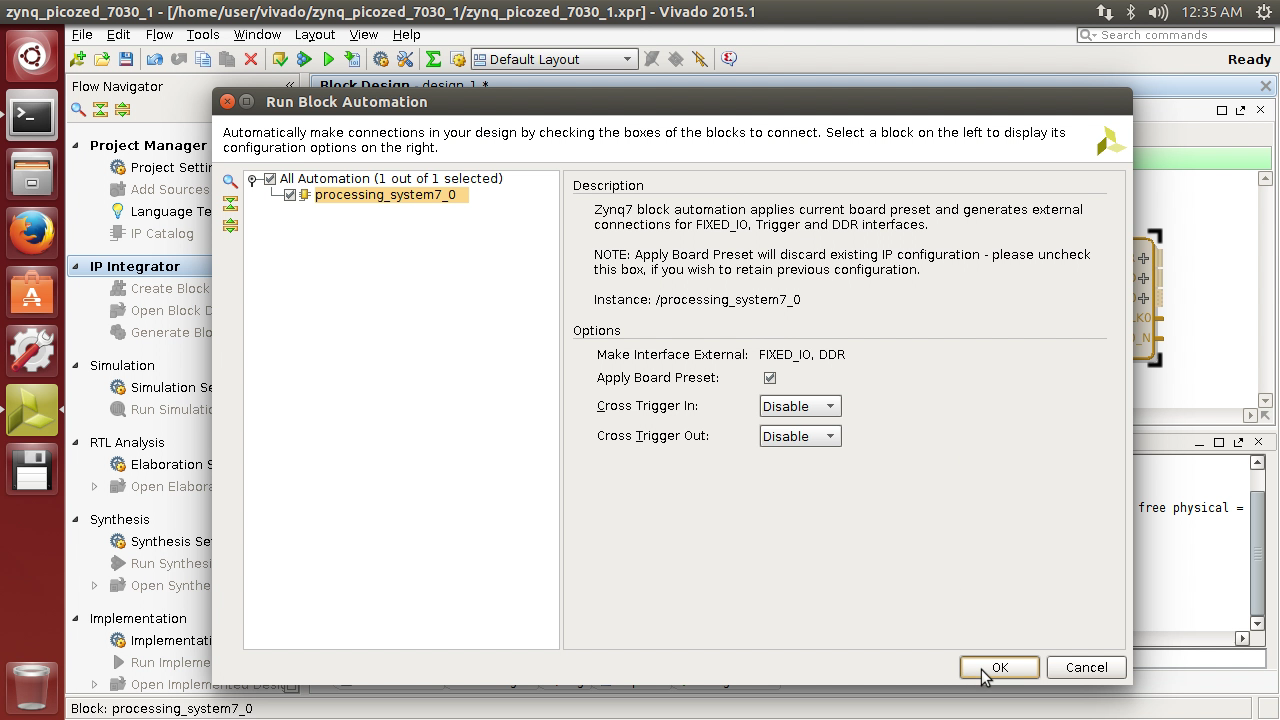 zynq_picozed_7030_1 - [/home/user/vivado/zynq_picozed_7030_1/zynq_picozed_7030_1.xpr] - Vivado 2015.1
12:35 AM
File Edit Flow Tools Window Layout View Help
Search commands
Default Layout
Ready
Flow Navigator
Block Design - design_1 *
Run Block Automation
Automatically make connections in your design by checking the boxes of the blocks to connect. Select a block on the left to display its
configuration options on the right.
Project Manager
Project Settin
Add Sources
Language Te
IP Catalog
IP Integrator
Create Block
Open Block D
Generate Blo
Simulation
Simulation Se
Run Simulatio
RTL Analysis
Elaboration S
Open Elabora
Synthesis
Synthesis Set
Run Synthesi
Open Synthe
Implementation
Implementati
Run Impleme
Open Implemented Desig
All Automation (1 out of 1 selected)
processing_system7_0
Description
Zynq7 block automation applies current board preset and generates external
connections for FIXED_IO, Trigger and DDR interfaces.
NOTE: Apply Board Preset will discard existing IP configuration - please uncheck
this box, if you wish to retain previous configuration.
Instance: /processing_system7_0
Options
Make Interface External: FIXED_IO, DDR
Apply Board Preset:
Cross Trigger In: Disable
Cross Trigger Out: Disable
LK0
_N
free physical =
OK
Cancel
Block: processing_system7_0